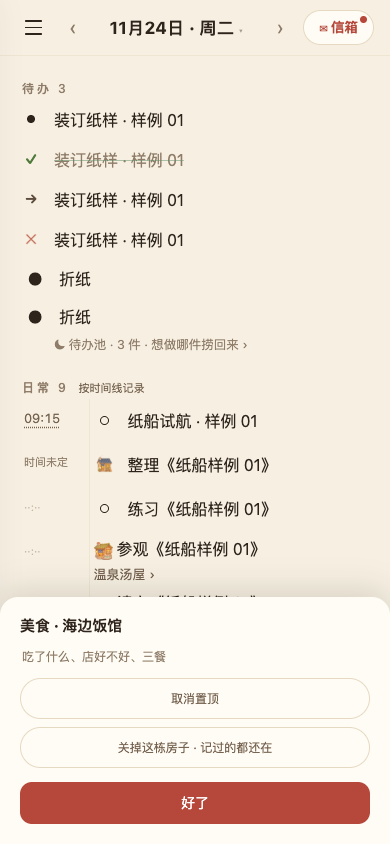 11月24日 · 周二
信箱
待办 3
装订纸样 · 样例 01
装订纸样 · 样例 01
装订纸样 · 样例 01
装订纸样 · 样例 01
折纸
折纸
待办池 · 3 件 · 想做哪件捞回来 ›
日常 9 按时间线记录
09:15 纸船试航 · 样例 01
时间未定 整理《纸船样例 01》
--:-- 练习《纸船样例 01》
--:-- 参观《纸船样例 01》
温泉汤屋 ›
美食 · 海边饭馆
吃了什么、店好不好、三餐
取消置顶
关掉这栋房子 · 记过的都还在
好了